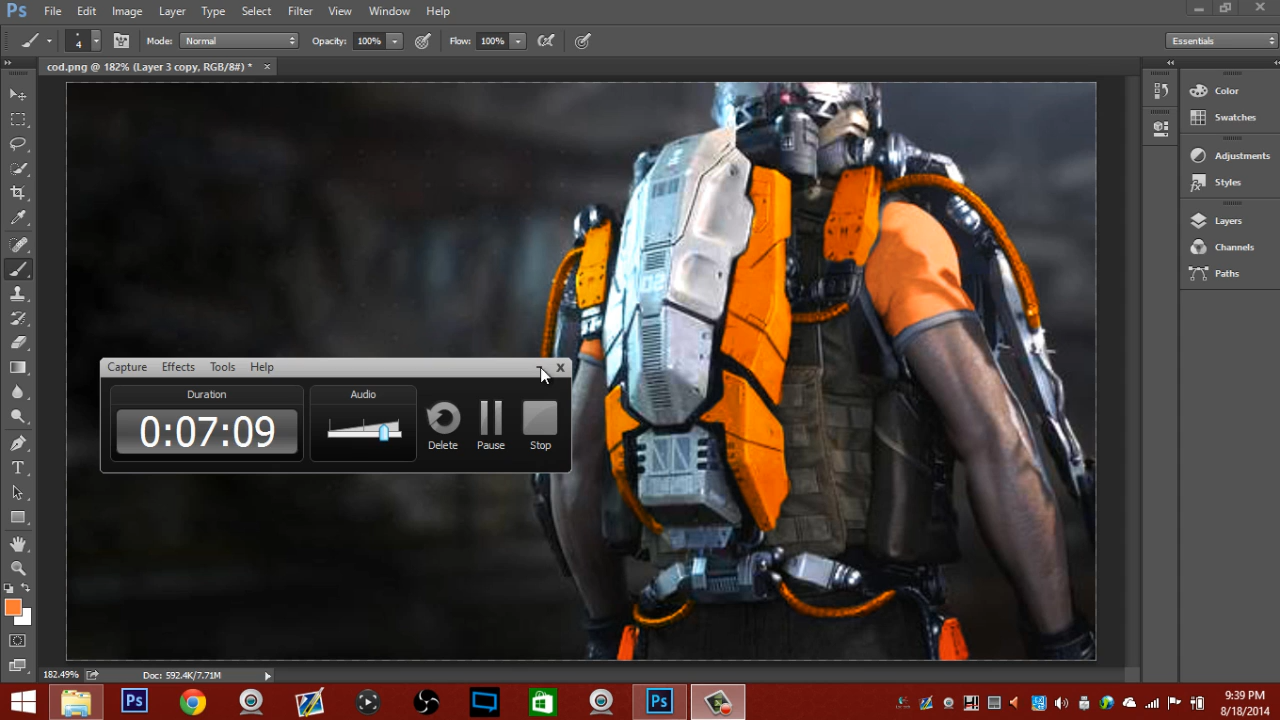 Ps File Edit Image Layer Type Select Filter View Window Help
4 Mode: Normal Opacity: 100% Flow: 100% Essentials
cod.png @ 182% (Layer 3 copy, RGB/8#) * ×
Color
Swatches
Adjustments
Styles
Layers
Channels
Paths
Capture Effects Tools Help X
Duration Audio
0:07:09
Delete Pause Stop
T
182.49% Doc: 592.4K/7.71M
Ps Ps
9:39 PM
8/18/2014